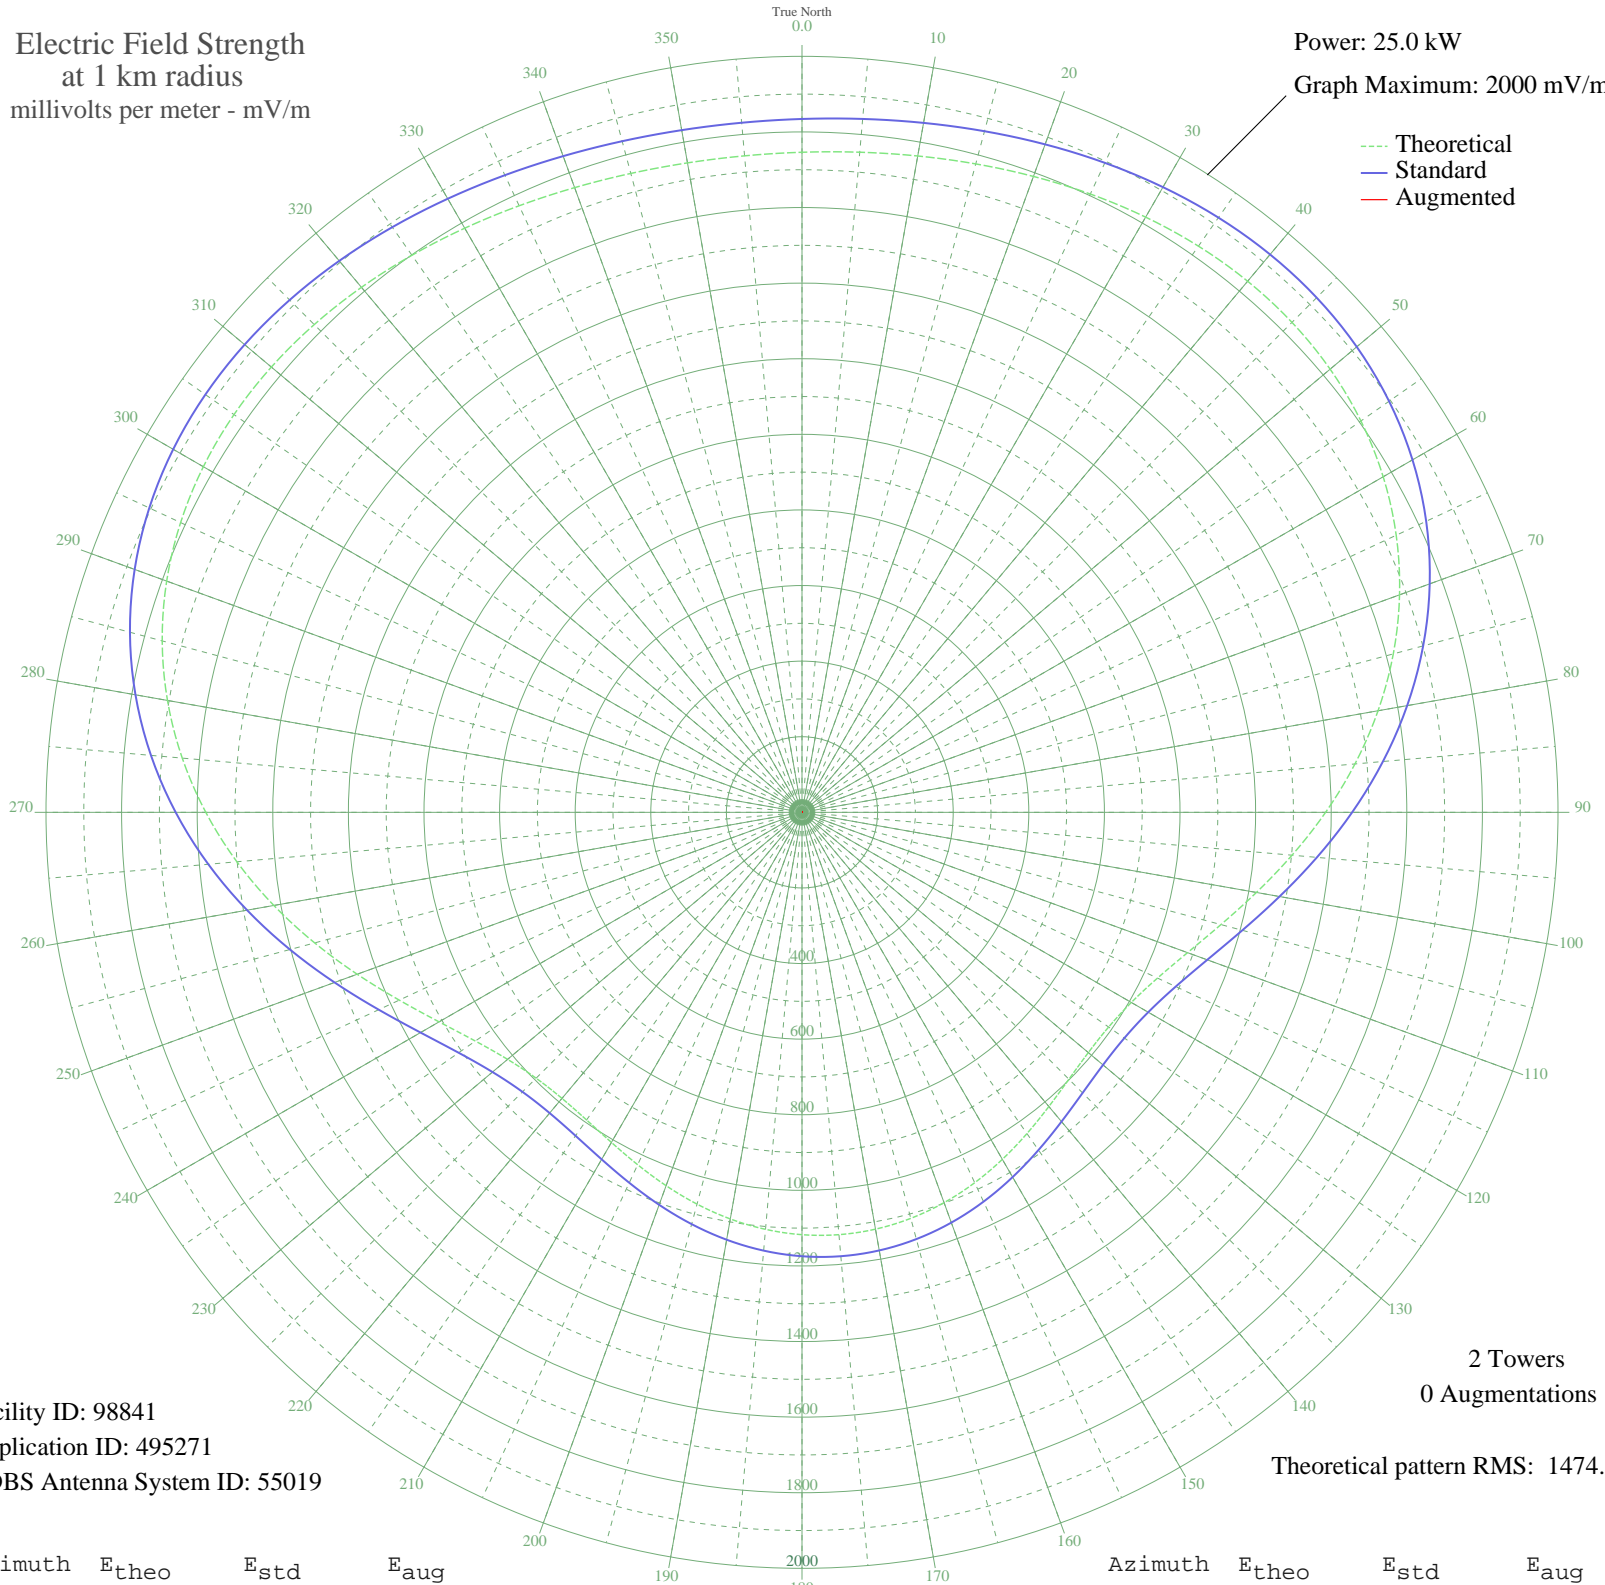 True North
0.0
Electric Field Strength
at 1 km radius
millivolts per meter - mV/m
Power: 25.0 kW
Graph Maximum: 2000 mV/m
Theoretical
Standard
Augmented
350
10
340
20
330
30
320
40
310
50
300
60
290
70
280
80
270
90
260
100
250
110
240
120
230
130
220
140
210
150
200
160
190
170
400
600
800
1000
1200
1400
1600
1800
2000
2 Towers
0 Augmentations
cility ID: 98841
plication ID: 495271
DBS Antenna System ID: 55019
Theoretical pattern RMS: 1474.
imuth Etheo Estd Eaug
Azimuth Etheo Estd Eaug